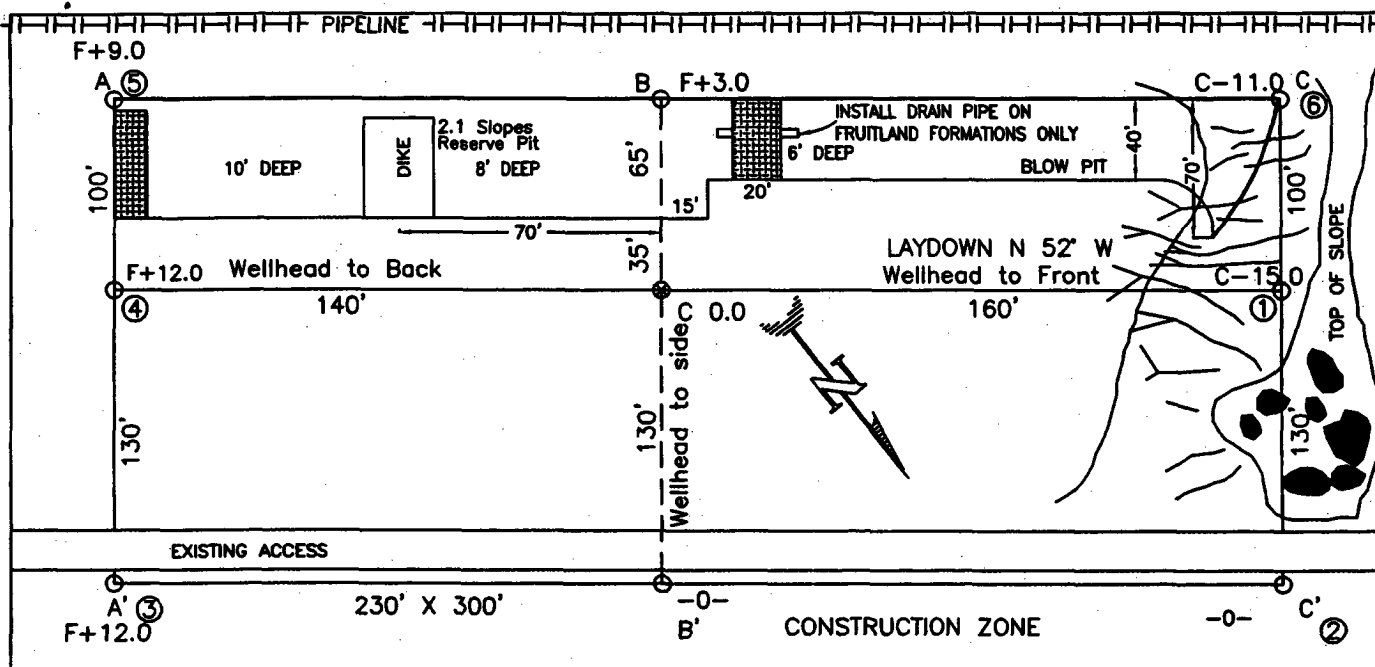 PIPELINE
F+9.0
A ⑤
B F+3.0
C-11.0 C
⑥
INSTALL DRAIN PIPE ON
FRUITLAND FORMATIONS ONLY
6' DEEP
2.1 Slopes
Reserve Pit
10' DEEP
DIKE
8' DEEP
65'
40'
70'
BLOW PIT
100'
100'
15'
20'
70'
35'
LAYDOWN N 52° W
F+12.0 Wellhead to Back
Wellhead to Front
C-15.0
④
140'
C 0.0
160'
①
TOP OF SLOPE
Wellhead to side
130'
130'
130'
EXISTING ACCESS
A' ③
230' X 300'
-0-
-0-
C'
F+12.0
B'
CONSTRUCTION ZONE
②